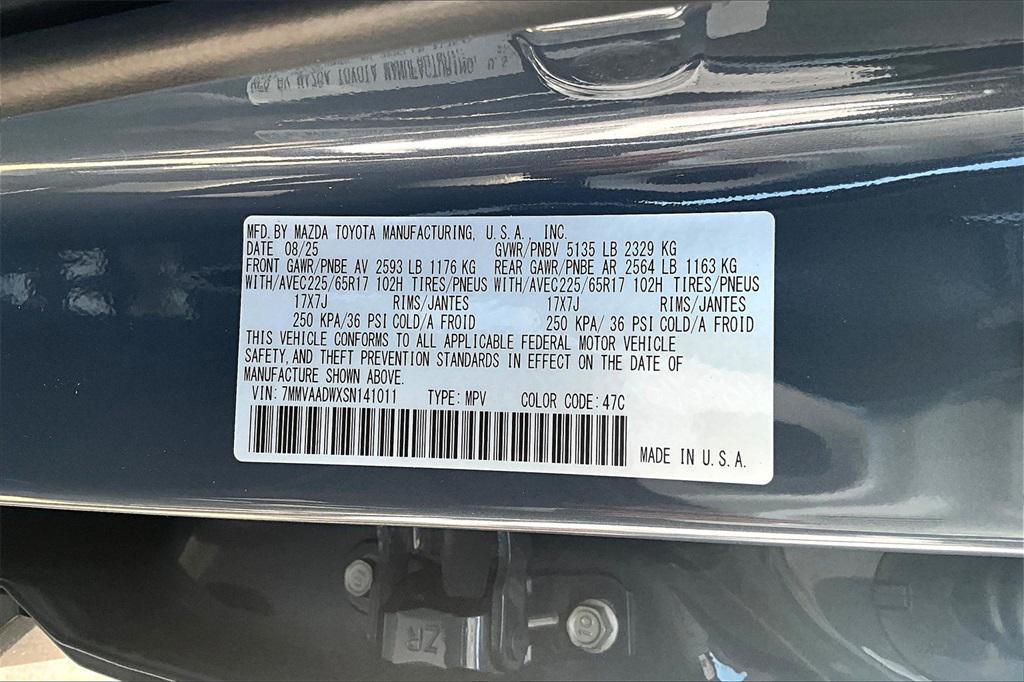 MFD. BY MAZDA TOYOTA MANUFACTURING, U.S.A., INC.
DATE 08/25 GVWR/PNBV 5135 LB 2329 KG
FRONT GAWR/PNBE AV 2593 LB 1176 KG REAR GAWR/PNBE AR 2564 LB 1163 KG
WITH/AVEC225/65R17 102H TIRES/PNEUS WITH/AVEC225/65R17 102H TIRES/PNEUS
17X7J RIMS/JANTES 17X7J RIMS/JANTES
250 KPA/36 PSI COLD/A FROID 250 KPA/ 36 PSI COLD/A FROID
THIS VEHICLE CONFORMS TO ALL APPLICABLE FEDERAL MOTOR VEHICLE
SAFETY, AND THEFT PREVENTION STANDARDS IN EFFECT ON THE DATE OF
MANUFACTURE SHOWN ABOVE.
VIN: 7MMVAADWXSN141011 TYPE: MPV COLOR CODE: 47C
MADE IN U.S.A.
ZR
10